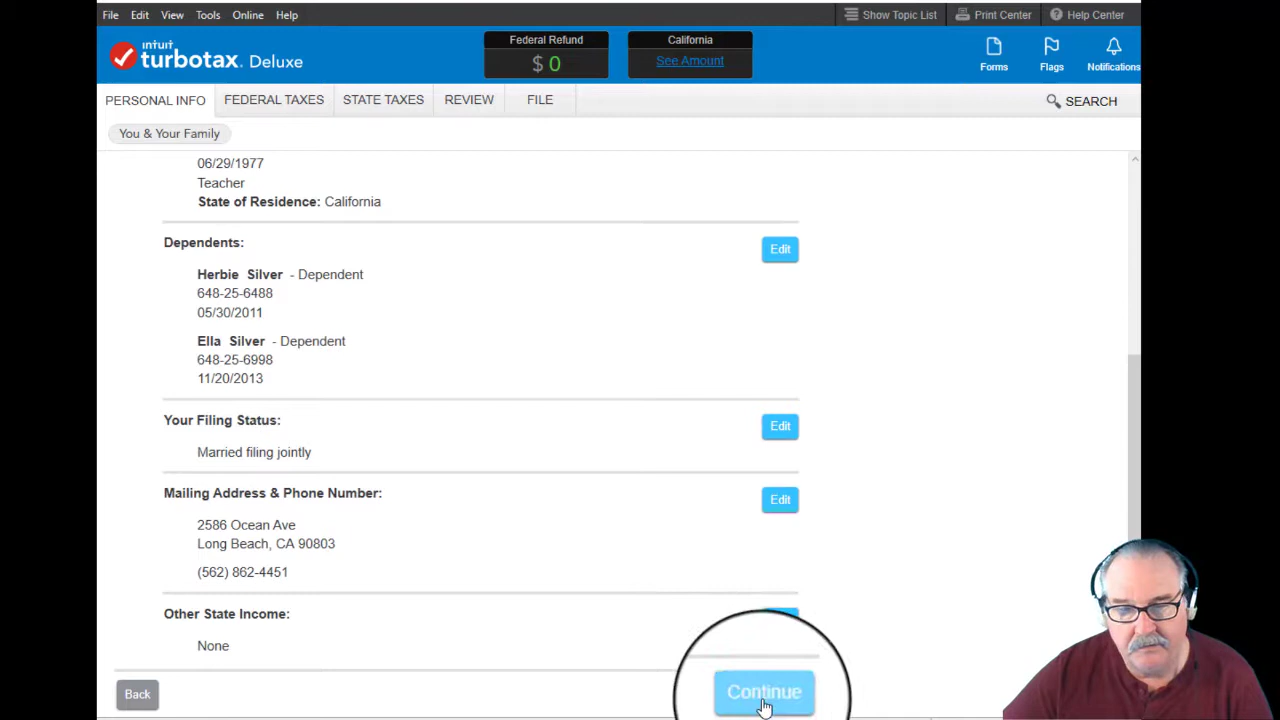 File Edit View Tools Online Help
Show Topic List Print Center Help Center
intuit
turbotax. Deluxe
Federal Refund
$ 0
California
See Amount
Forms Flags Notifications
PERSONAL INFO FEDERAL TAXES STATE TAXES REVIEW FILE
SEARCH
You & Your Family
06/29/1977
Teacher
State of Residence: California
Dependents:
Edit
Herbie Silver - Dependent
648-25-6488
05/30/2011
Ella Silver - Dependent
648-25-6998
11/20/2013
Your Filing Status:
Edit
Married filing jointly
Mailing Address & Phone Number:
Edit
2586 Ocean Ave
Long Beach, CA 90803
(562) 862-4451
Other State Income:
None
Back
Continue